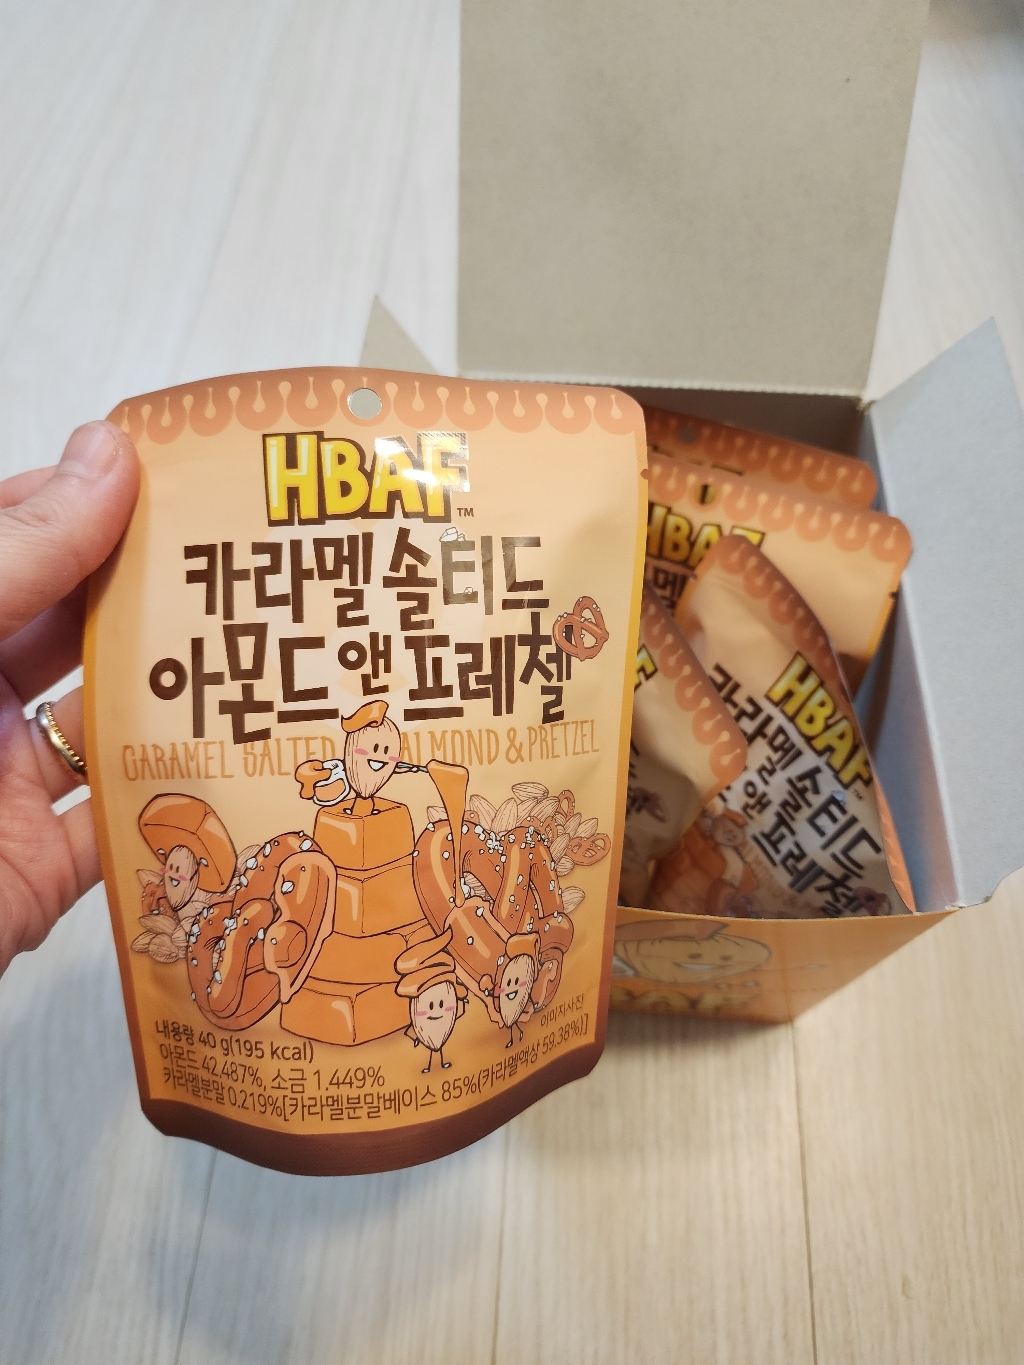 HBAF™
카라멜 솔티드
아몬드 앤 프레첼
CARAMEL SALTED ALMOND & PRETZEL
이미지사진
내용량 40 g(195 kcal)
아몬드 42.487%, 소금 1.449%
카라멜분말 0.219%[카라멜분말베이스 85%(카라멜액상 59.38%)]
HBAF
HBAF™
카라멜 솔티드
앤 프레첼